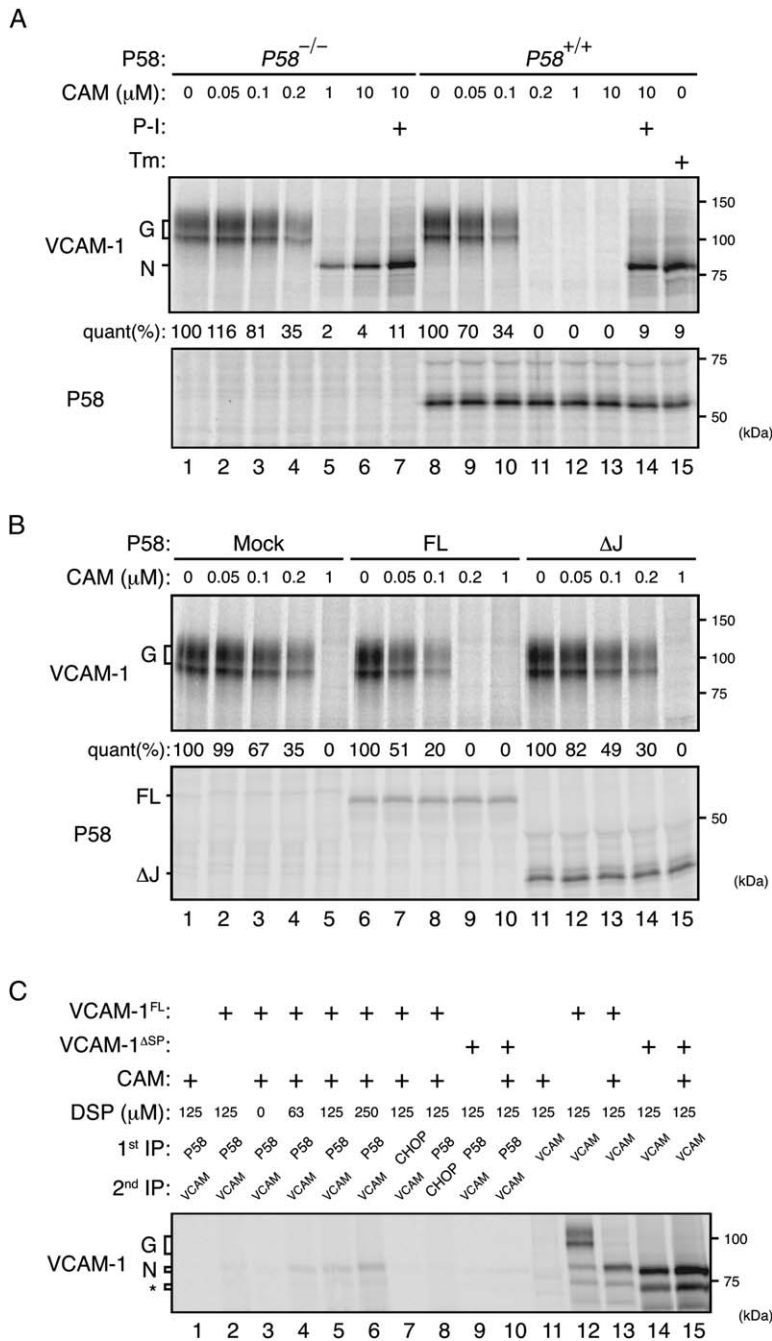 A
P58: P58−/− P58+/+
CAM (μM): 0 0.05 0.1 0.2 1 10 10 0 0.05 0.1 0.2 1 10 10 0
P-I: + +
Tm: +
150
G
VCAM-1 100
N
75
quant(%) 100 116 81 35 2 4 11 100 70 34 0 0 0 9 9
75
P58
50
(kDa)
1 2 3 4 5 6 7 8 9 10 11 12 13 14 15
B
P58: Mock FL ΔJ
CAM (μM): 0 0.05 0.1 0.2 1 0 0.05 0.1 0.2 1 0 0.05 0.1 0.2 1
150
G 100
VCAM-1
75
quant(%) 100 99 67 35 0 100 51 20 0 0 100 82 49 30 0
FL
50
P58
ΔJ
(kDa)
1 2 3 4 5 6 7 8 9 10 11 12 13 14 15
C
VCAM-1FL: + + + + + + + + +
VCAM-1ΔSP: + + + +
CAM: + + + + + + + + + + +
DSP (μM) 125 125 0 63 125 250 125 125 125 125 125 125 125 125 125
1st IP: P58 P58 P58 P58 P58 P58 CHOP P58 P58 P58 VCAM VCAM VCAM VCAM VCAM
2nd IP: VCAM VCAM VCAM VCAM VCAM VCAM VCAM CHOP VCAM VCAM
G 100
VCAM-1 N
75
*
(kDa)
1 2 3 4 5 6 7 8 9 10 11 12 13 14 15